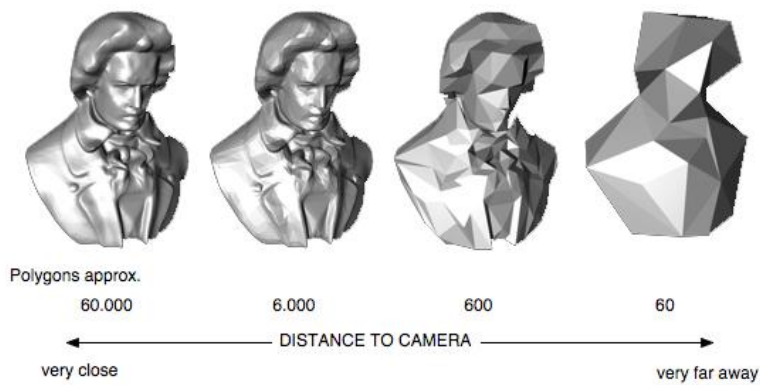 Polygons approx.
60.000 6.000 600 60
DISTANCE TO CAMERA
very close very far away